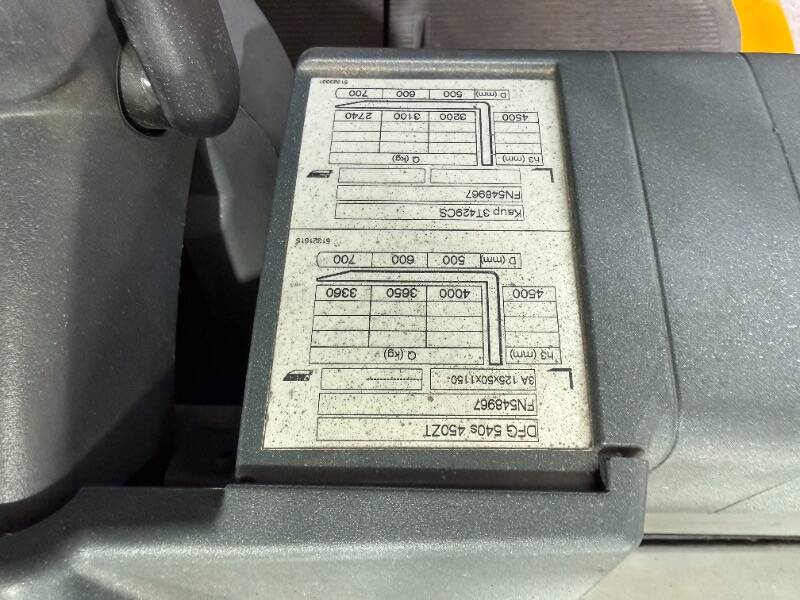 DFG 540s 450ZT
FN548967
3A 125x50x1150
h3 (mm) Q (kg)
4500 4000 3650 3360
D (mm) 500 600 700
Kaup 3T429CS
FN548967
h3 (mm) Q (kg)
4500 3200 3100 2740
D (mm) 500 600 700